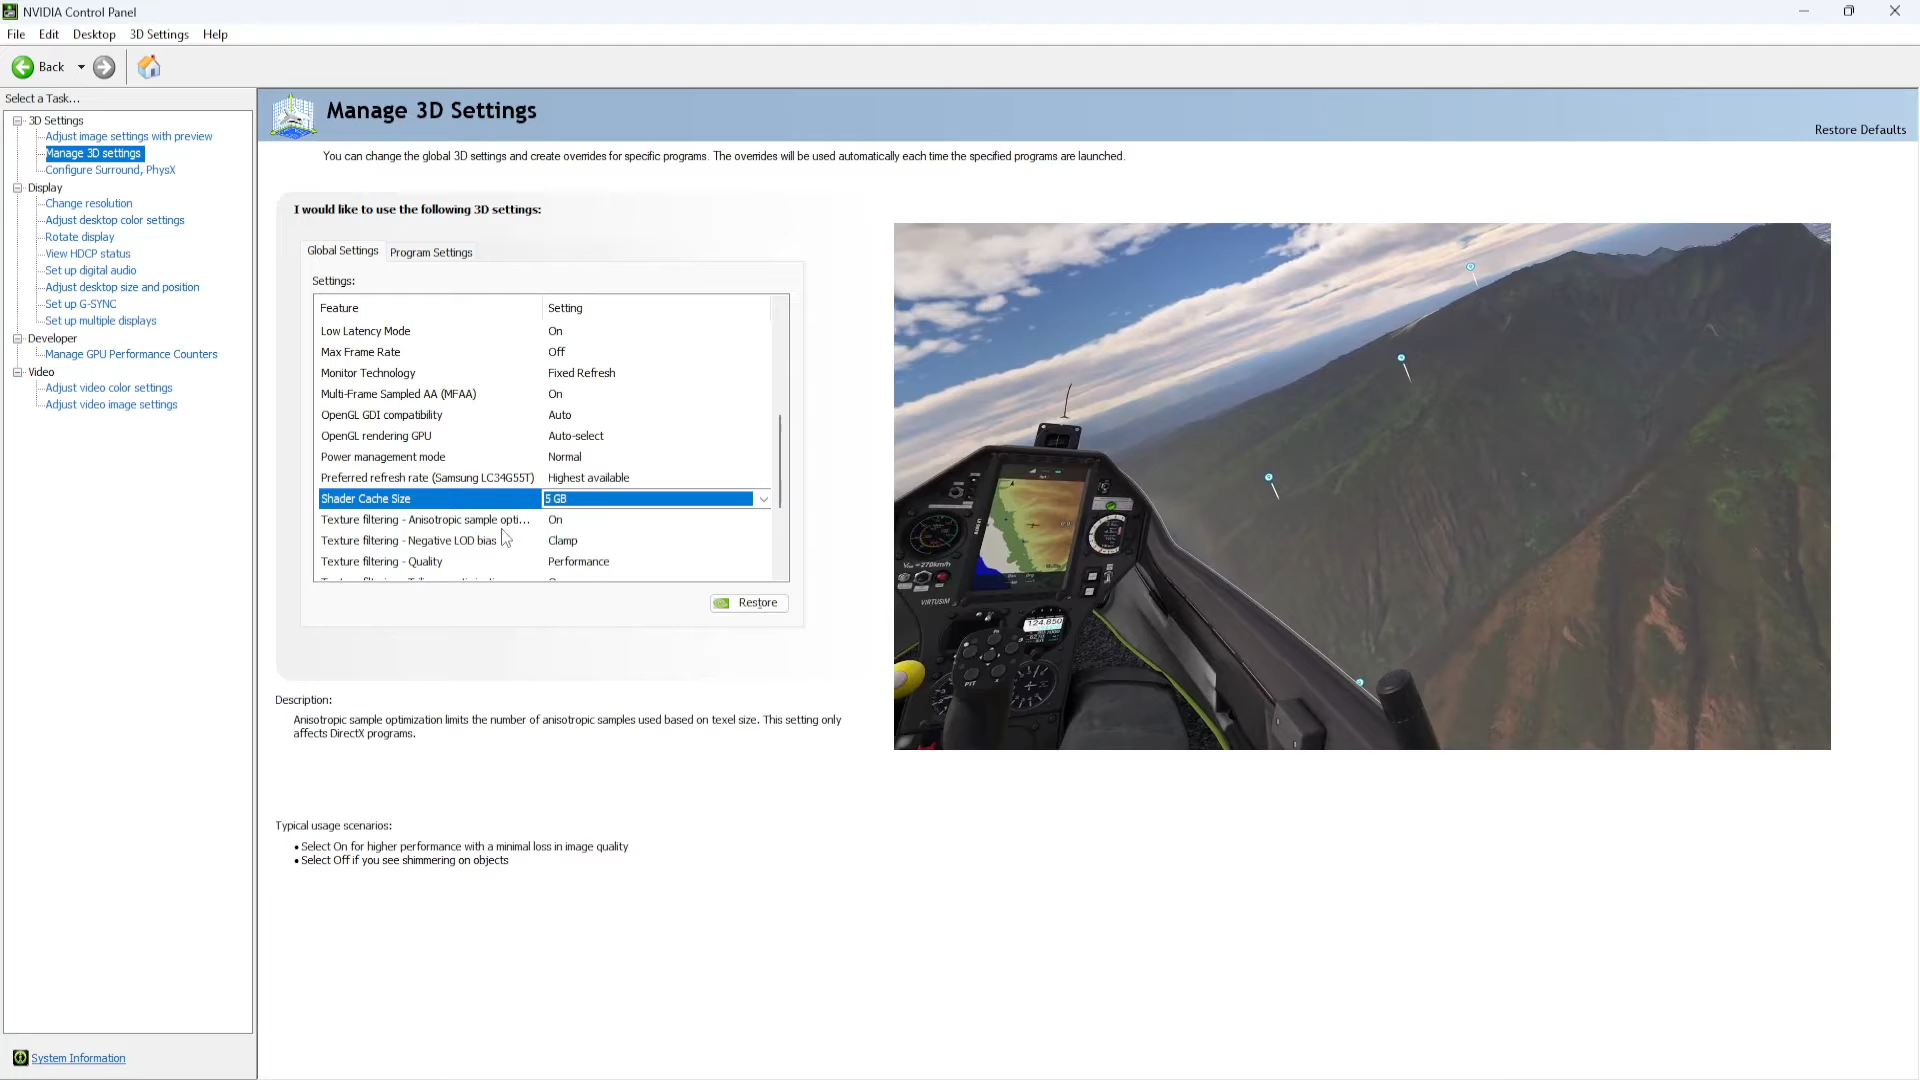 NVIDIA Control Panel
File Edit Desktop 3D Settings Help
Back
Select a Task...
3D Settings
Adjust image settings with preview
Manage 3D settings
Configure Surround, PhysX
Display
Change resolution
Adjust desktop color settings
Rotate display
View HDCP status
Set up digital audio
Adjust desktop size and position
Set up G-SYNC
Set up multiple displays
Developer
Manage GPU Performance Counters
Video
Adjust video color settings
Adjust video image settings
System Information
Manage 3D Settings
Restore Defaults
You can change the global 3D settings and create overrides for specific programs. The overrides will be used automatically each time the specified programs are launched.
I would like to use the following 3D settings:
Global Settings Program Settings
Settings:
Feature Setting
Low Latency Mode On
Max Frame Rate Off
Monitor Technology Fixed Refresh
Multi-Frame Sampled AA (MFAA) On
OpenGL GDI compatibility Auto
OpenGL rendering GPU Auto-select
Power management mode Normal
Preferred refresh rate (Samsung LC34G55T) Highest available
Shader Cache Size 5 GB
Texture filtering - Anisotropic sample opti... On
Texture filtering - Negative LOD bias Clamp
Texture filtering - Quality Performance
Restore
Description:
Anisotropic sample optimization limits the number of anisotropic samples used based on texel size. This setting only
affects DirectX programs.
Typical usage scenarios:
• Select On for higher performance with a minimal loss in image quality
• Select Off if you see shimmering on objects
VIRTUSIM
124.850
PTT